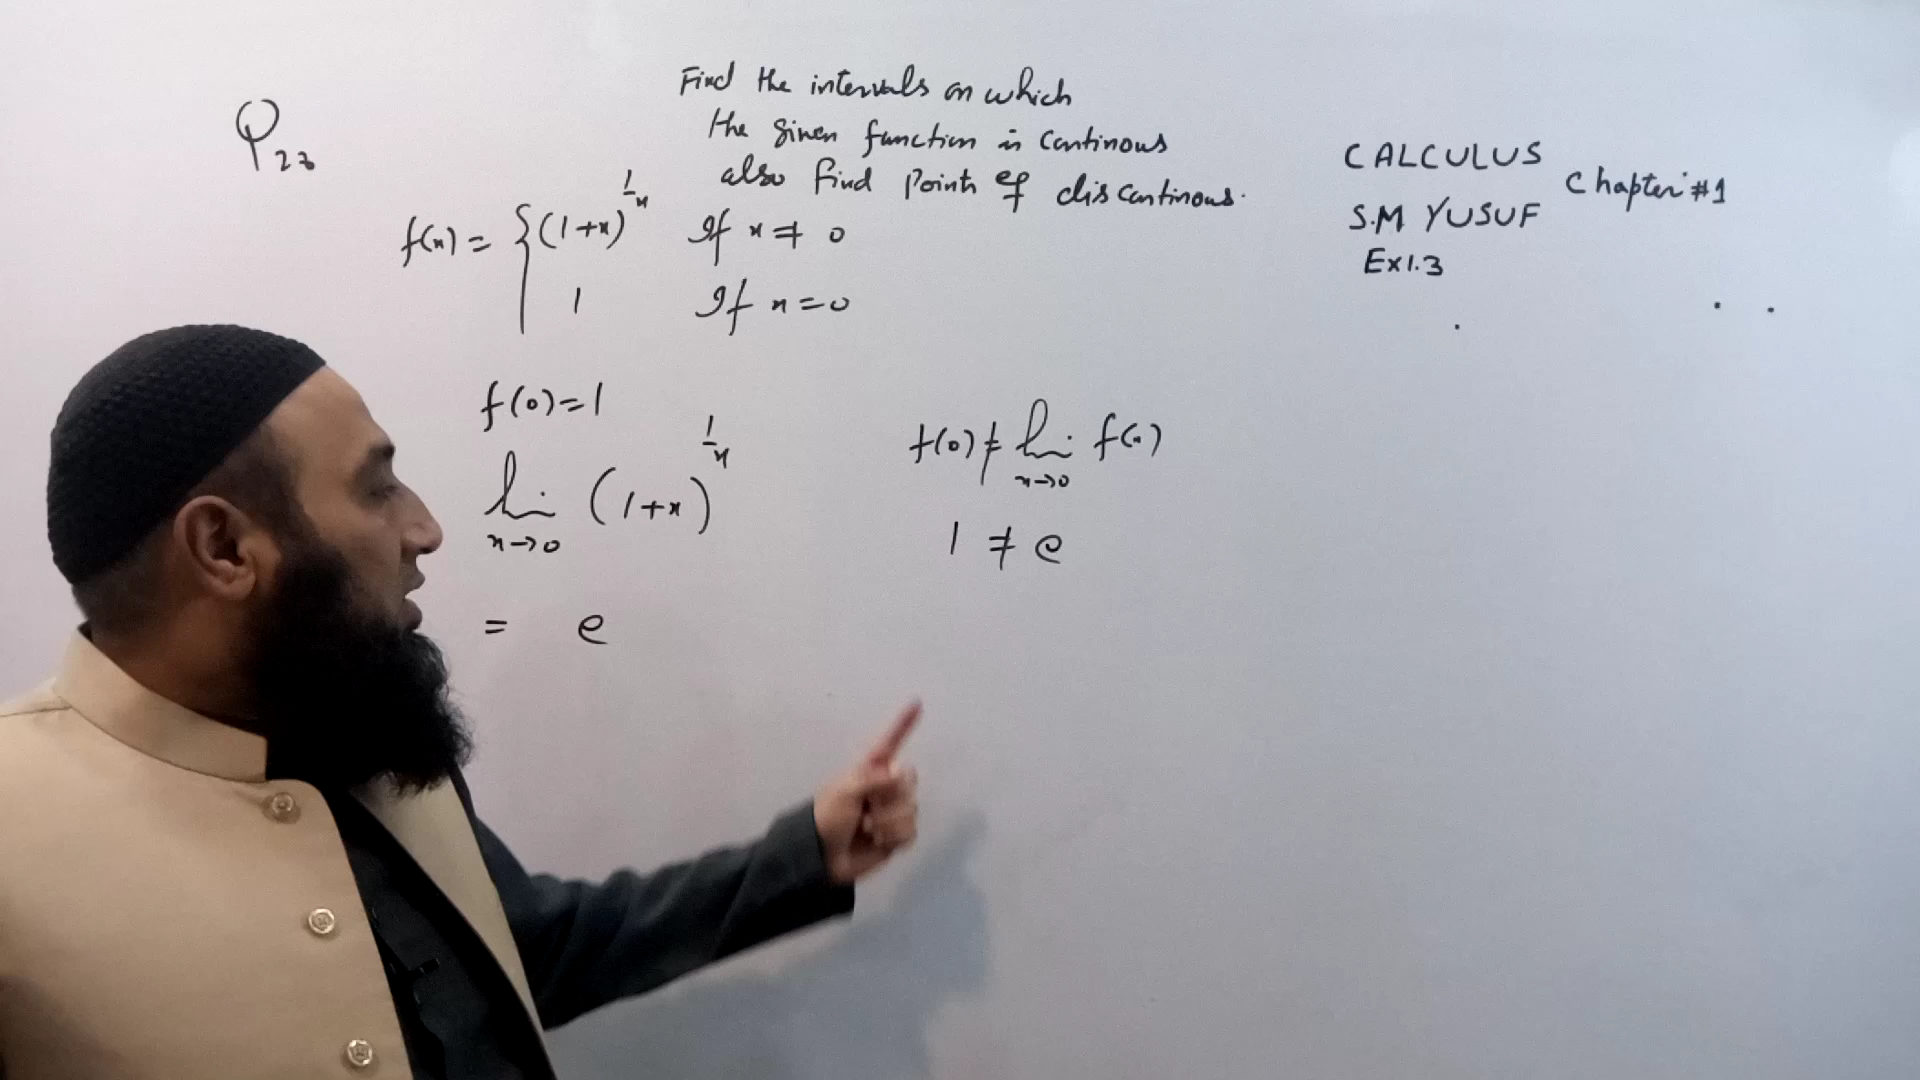 Find the intervals on which
the given function is continous
also find points of discontinous.
Q23
f(x) = { (1+x)^1/x If x ≠ 0
1 If x = 0
CALCULUS
Chapter #1
S.M YUSUF
Ex1.3
f(0) = 1
lim x→0 (1+x)^1/x
= e
f(0) ≠ lim x→0 f(x)
1 ≠ e